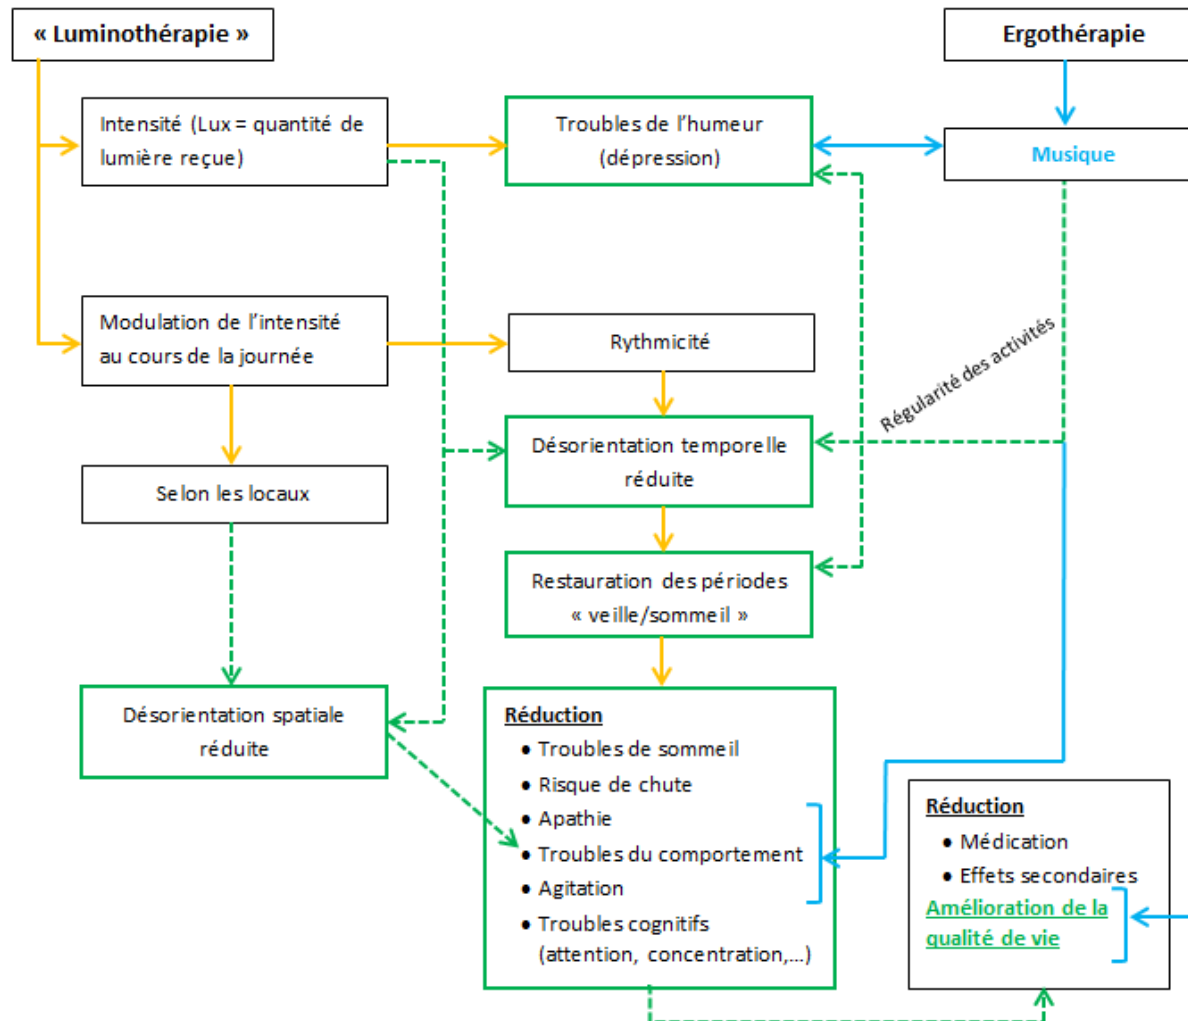 « Luminothérapie »
Ergothérapie
Intensité (Lux = quantité de
lumière reçue)
Troubles de l’humeur
(dépression)
Musique
Modulation de l’intensité
au cours de la journée
Rythmicité
Régularité des activités
Désorientation temporelle
réduite
Selon les locaux
Restauration des périodes
« veille/sommeil »
Désorientation spatiale
réduite
Réduction
• Troubles de sommeil
• Risque de chute
• Apathie
• Troubles du comportement
• Agitation
• Troubles cognitifs
(attention, concentration,...)
Réduction
• Médication
• Effets secondaires
Amélioration de la
qualité de vie